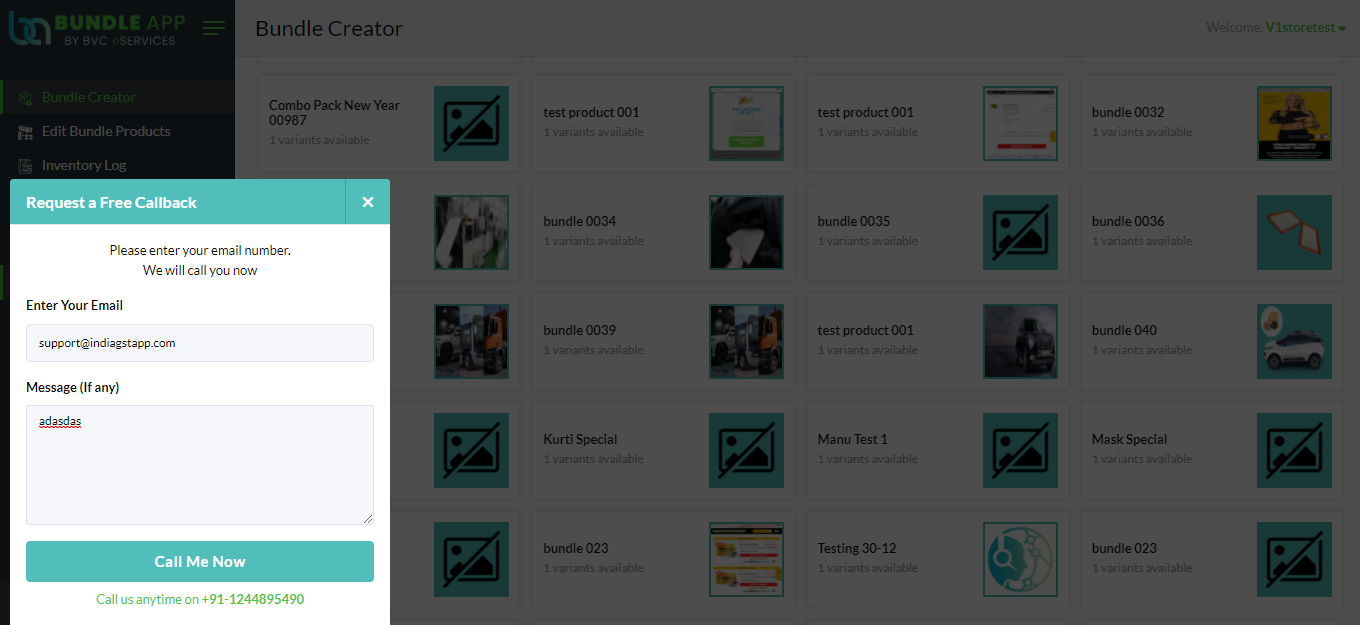 BUNDLE APP
BY BVC eSERVICES
Bundle Creator
Welcome, V1storetest
Bundle Creator
Edit Bundle Products
Inventory Log
Combo Pack New Year
00987
1 variants available
test product 001
1 variants available
test product 001
1 variants available
bundle 0032
1 variants available
bundle 0034
1 variants available
bundle 0035
1 variants available
bundle 0036
1 variants available
bundle 0039
1 variants available
test product 001
1 variants available
bundle 040
1 variants available
Kurti Special
1 variants available
Manu Test 1
1 variants available
Mask Special
1 variants available
bundle 023
1 variants available
Testing 30-12
1 variants available
bundle 023
1 variants available
Request a Free Callback
Please enter your email number.
We will call you now
Enter Your Email
support@indiagstapp.com
Message (If any)
adasdas
Call Me Now
Call us anytime on +91-1244895490